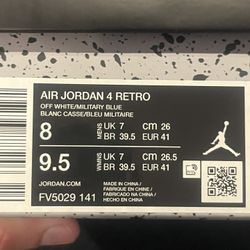 AIR JORDAN 4 RETRO
OFF WHITE/MILITARY BLUE
BLANC CASSE/BLEU MILITAIRE
8 MENS UK 7 CM 26
BR 39.5 EUR 41
9.5 WMNS UK 7 CM 26.5
BR 39.5 EUR 41
JORDAN.COM
FV5029 141
MADE IN CHINA /
FABRIQUE EN CHINE /
FABRICADO NA CHINA /
HECHO EN CHINA